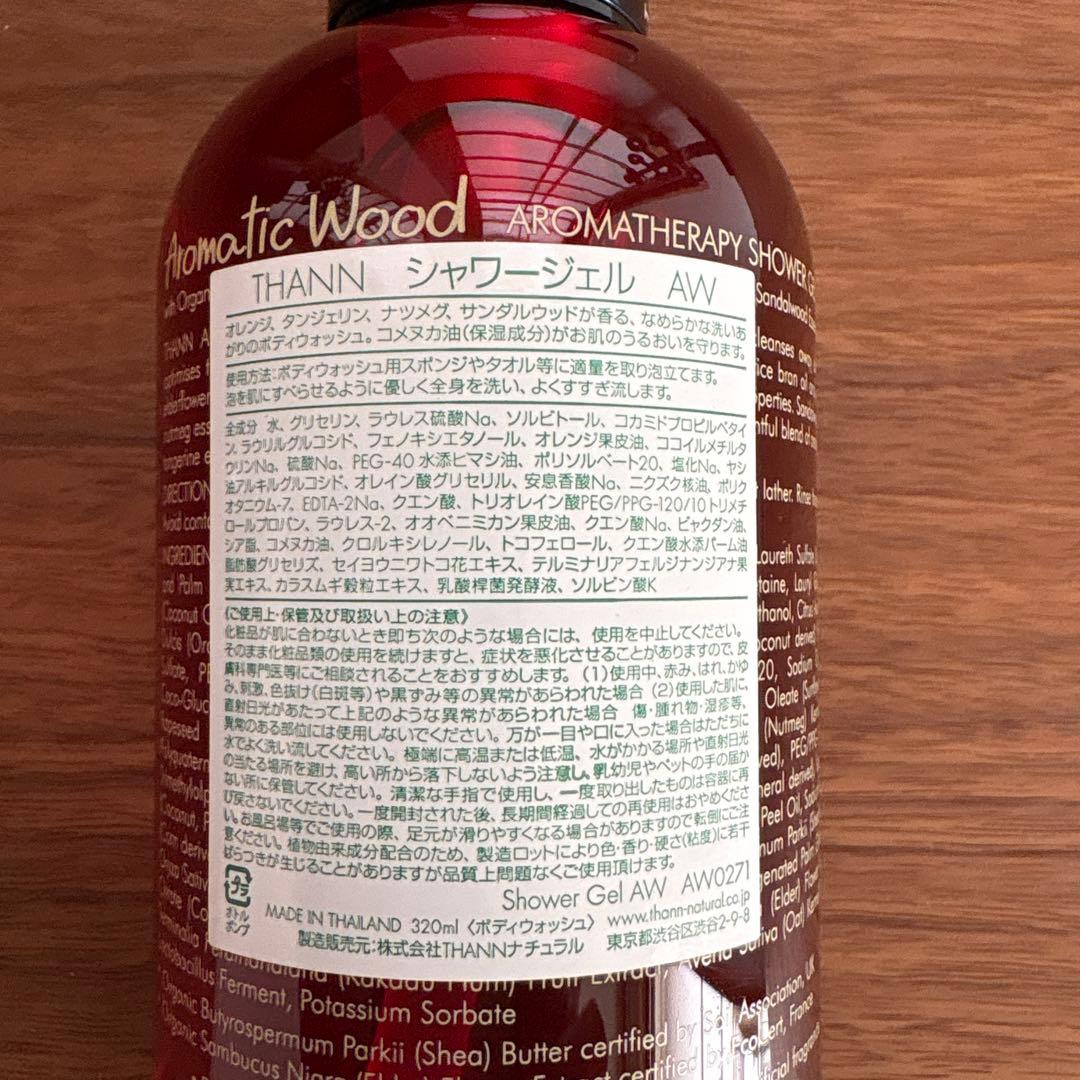 Aromatic Wood AROMATHERAPY SHOWER
THANN シャワージェル AW
オレンジ、タンジェリン、ナツメグ、サンダルウッドが香る、なめらかな洗いあ
がりのボディウォッシュ。コメヌカ油(保湿成分)がお肌のうるおいを守ります。
使用方法:ボディウォッシュ用スポンジやタオル等に適量を取り泡立てます。
泡を肌にすべらせるように優しく全身を洗い、よくすすぎ流します。
全成分 水、グリセリン、ラウレス硫酸Na、ソルビトール、コカミドプロピルベタイ
ン、ラウリルグルコシド、フェノキシエタノール、オレンジ果皮油、ココイルメチルタ
ウリンNa、硫酸Na、PEG-40 水添ヒマシ油、ポリソルベート20、塩化Na、ヤシ
油アルキルグルコシド、オレイン酸グリセリル、安息香酸Na、ニクズク核油、ポリク
オタニウム-7、EDTA-2Na、クエン酸、トリオレイン酸PEG/PPG-120/10トリメチ
ロールプロパン、ラウレス-2、オオベニミカン果皮油、クエン酸Na、ビャクダン油、
シア脂、コメヌカ油、クロルキシレノール、トコフェロール、クエン酸水添パーム油
脂肪酸グリセリズ、セイヨウニワトコ花エキス、テルミナリアフェルジナンジアナ果
実エキス、カラスムギ穀粒エキス、乳酸桿菌発酵液、ソルビン酸K
《ご使用上・保管及び取扱い上の注意》
化粧品が肌に合わないとき即ち次のような場合には、使用を中止してください。
そのまま化粧品類の使用を続けますと、症状を悪化させることがありますので、皮
膚科専門医等にご相談されることをおすすめします。(1)使用中、赤み、はれ、かゆ
み、刺激、色抜け(白斑等)や黒ずみ等の異常があらわれた場合 (2)使用した肌に、
直射日光があたって上記のような異常があらわれた場合 傷・腫れ物・湿疹等、
異常のある部位には使用しないでください。万が一目や口に入った場合はただちに
水でよく洗い流してください。極端に高温または低温、水がかかる場所や直射日光
の当たる場所を避け、高い所から落下しないよう注意し、乳幼児やペットの手の届か
ない所に保管してください。清潔な手指で使用し、一度取り出したものは容器に再
び戻さないでください。一度開封された後、長期間経過しての再使用はおやめくださ
い。お風呂場等でご使用の際、足元が滑りやすくなる場合がありますので転倒にご注
意ください。植物由来成分配合のため、製造ロットにより色・香り・硬さ(粘度)に若干
ばらつきが生じることがありますが品質上問題なくご使用頂けます。
Shower Gel AW AW0271
プラ
ボトル
ポンプ
MADE IN THAILAND 320ml 〈ボディウォッシュ〉 www.thann-natural.co.jp
製造販売元:株式会社THANNナチュラル 東京都渋谷区渋谷2-9-8
Ferment, Potassium Sorbate
Organic Butyrospermum Parkii (Shea) Butter certified by Soil Association, UK
Organic Sambucus Nigra